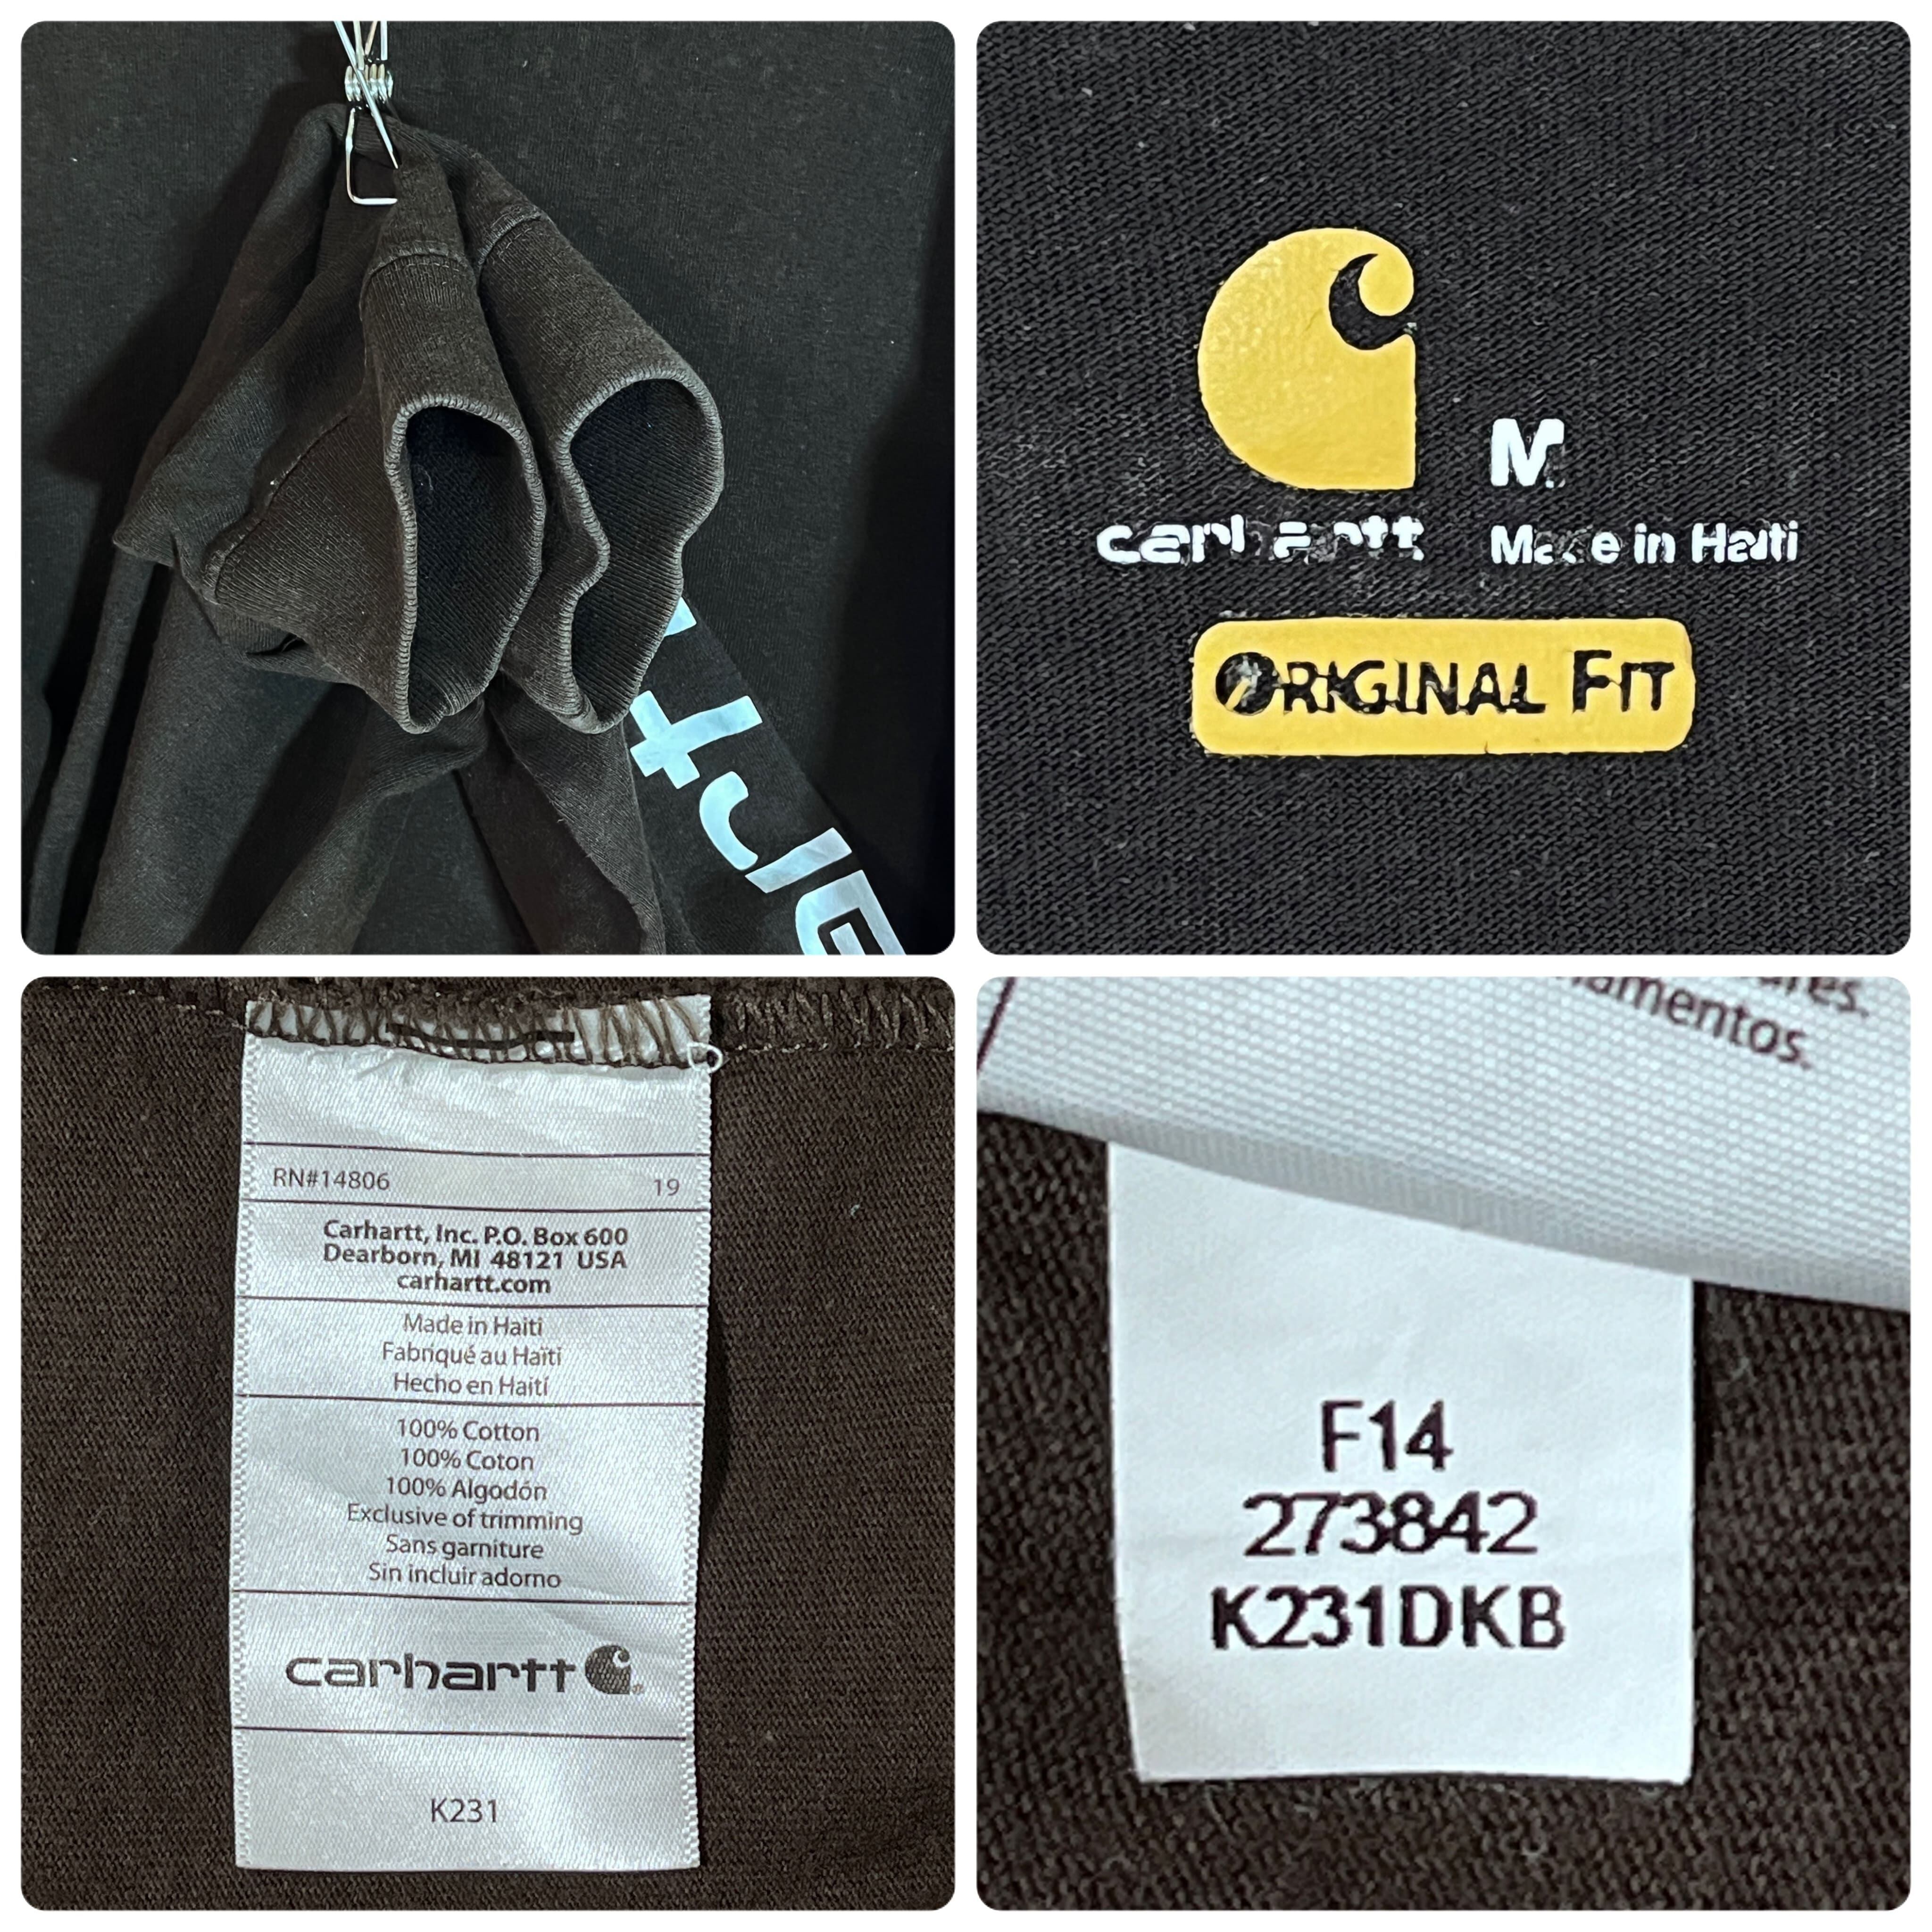 M
carhartt
Made in Haiti
ORIGINAL FIT
RN#14806 19
Carhartt, Inc. P.O. Box 600
Dearborn, MI 48121 USA
carhartt.com
Made in Haiti
Fabriqué au Haïti
Hecho en Haití
100% Cotton
100% Coton
100% Algodón
Exclusive of trimming
Sans garniture
Sin incluir adorno
carhartt
K231
F14
273842
K231DKB